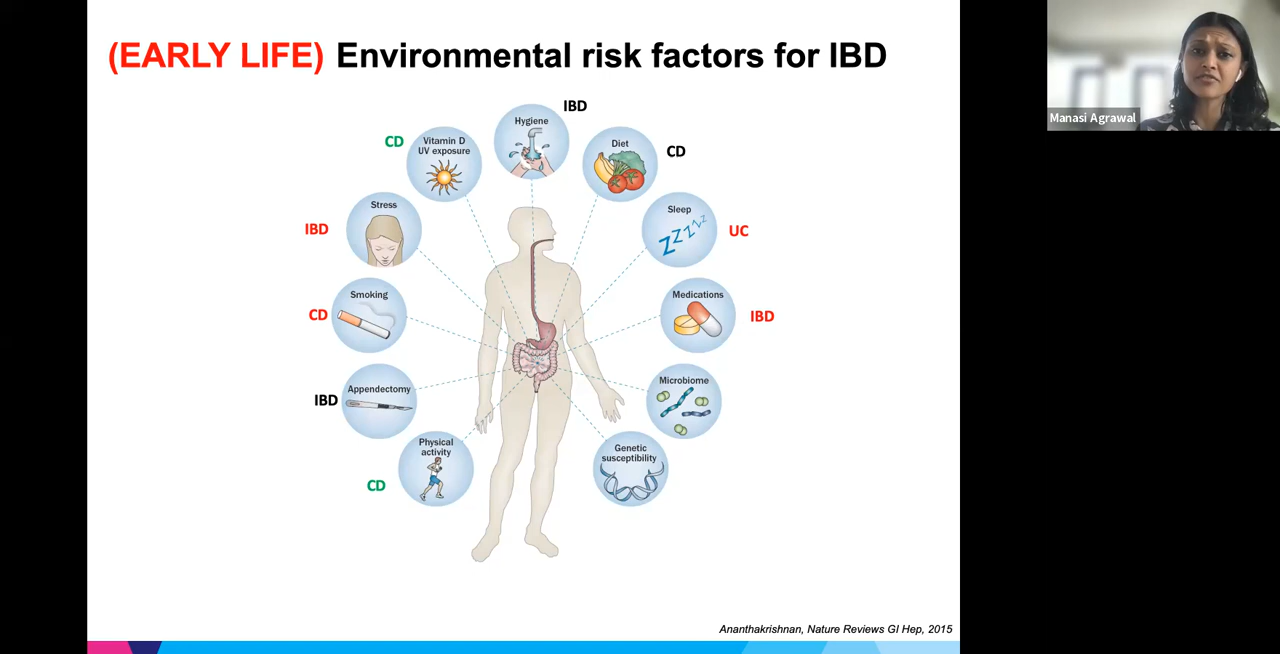 (EARLY LIFE) Environmental risk factors for IBD
Manasi Agrawal
IBD
Hygiene
CD
Vitamin D
UV exposure
Diet
CD
Stress
IBD
Sleep
ZZZZZ
UC
Smoking
CD
Medications
IBD
Appendectomy
IBD
Microbiome
Physical
activity
CD
Genetic
susceptibility
Ananthakrishnan, Nature Reviews GI Hep, 2015